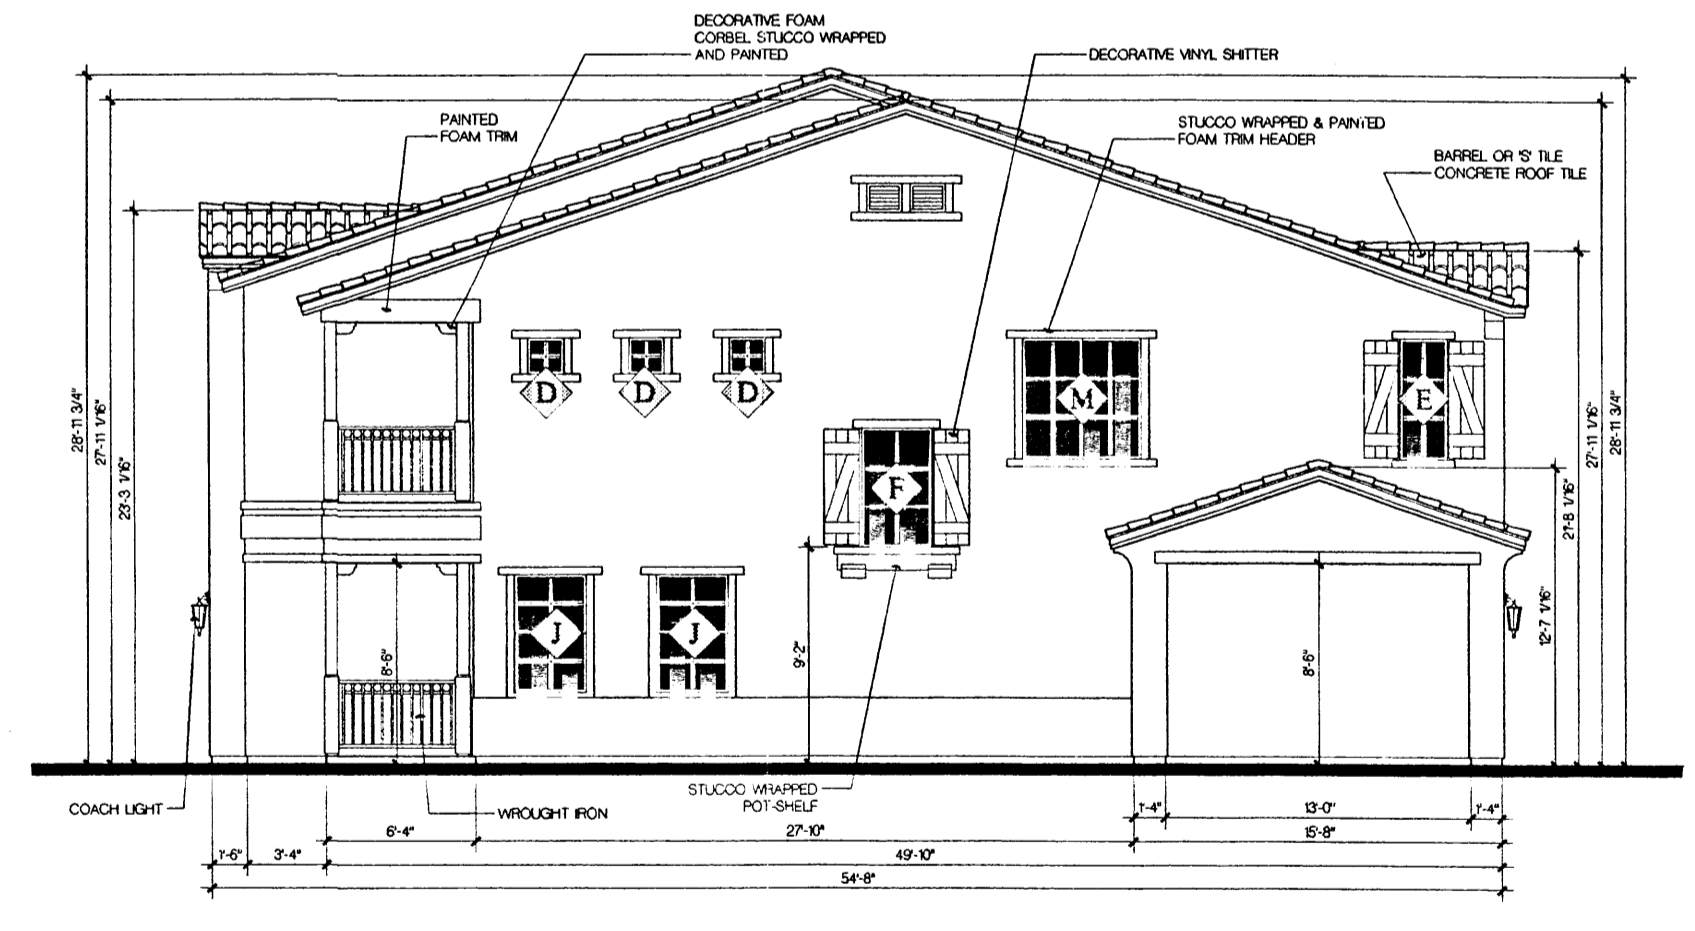 DECORATIVE FOAM
CORBEL STUCCO WRAPPED
AND PAINTED
DECORATIVE VINYL SHITTER
PAINTED
FOAM TRIM
STUCCO WRAPPED & PAINTED
FOAM TRIM HEADER
BARREL OR 'S' TILE
CONCRETE ROOF TILE
28'-11 3/4"
27'-11 1/16"
23'-3 1/16"
D
D
D
M
E
F
J
J
8'-6"
9'-2"
8'-6"
12'-7 1/16"
21'-8 1/16"
27'-11 1/16"
28'-11 3/4"
COACH LIGHT
WROUGHT IRON
STUCCO WRAPPED
POT-SHELF
1'-4"
13'-0"
1'-4"
6'-4"
27'-10"
15'-8"
1'-6"
3'-4"
49'-10"
54'-8"